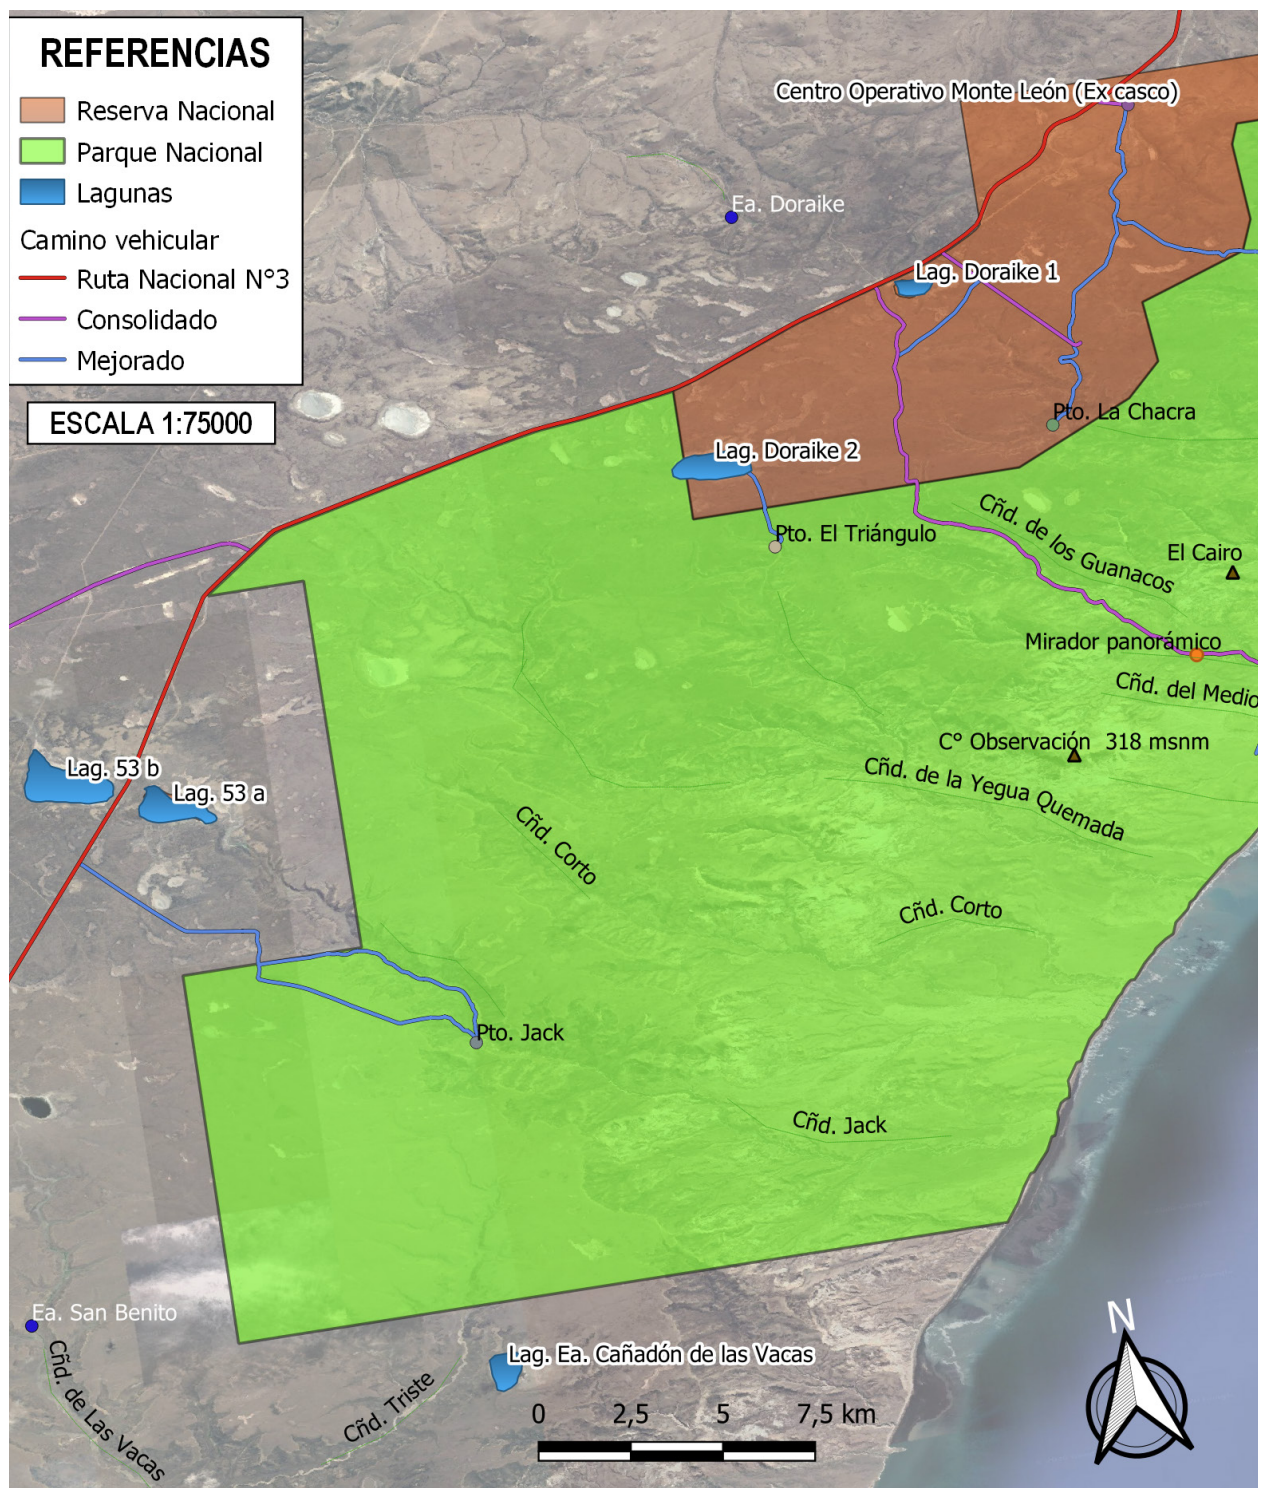 REFERENCIAS
Reserva Nacional
Parque Nacional
Lagunas
Camino vehicular
Ruta Nacional N°3
Consolidado
Mejorado
ESCALA 1:75000
Centro Operativo Monte León (Ex casco)
Ea. Doraike
Lag. Doraike 1
Pto. La Chacra
Lag. Doraike 2
Pto. El Triángulo
Cñd. de los Guanacos
El Cairo
Mirador panorámico
Cñd. del Medio
C° Observación 318 msnm
Cñd. de la Yegua Quemada
Lag. 53 b
Lag. 53 a
Cñd. Corto
Cñd. Corto
Pto. Jack
Cñd. Jack
Ea. San Benito
Cñd. de Las Vacas
Cñd. Triste
Lag. Ea. Cañadón de las Vacas
0 2,5 5 7,5 km
N